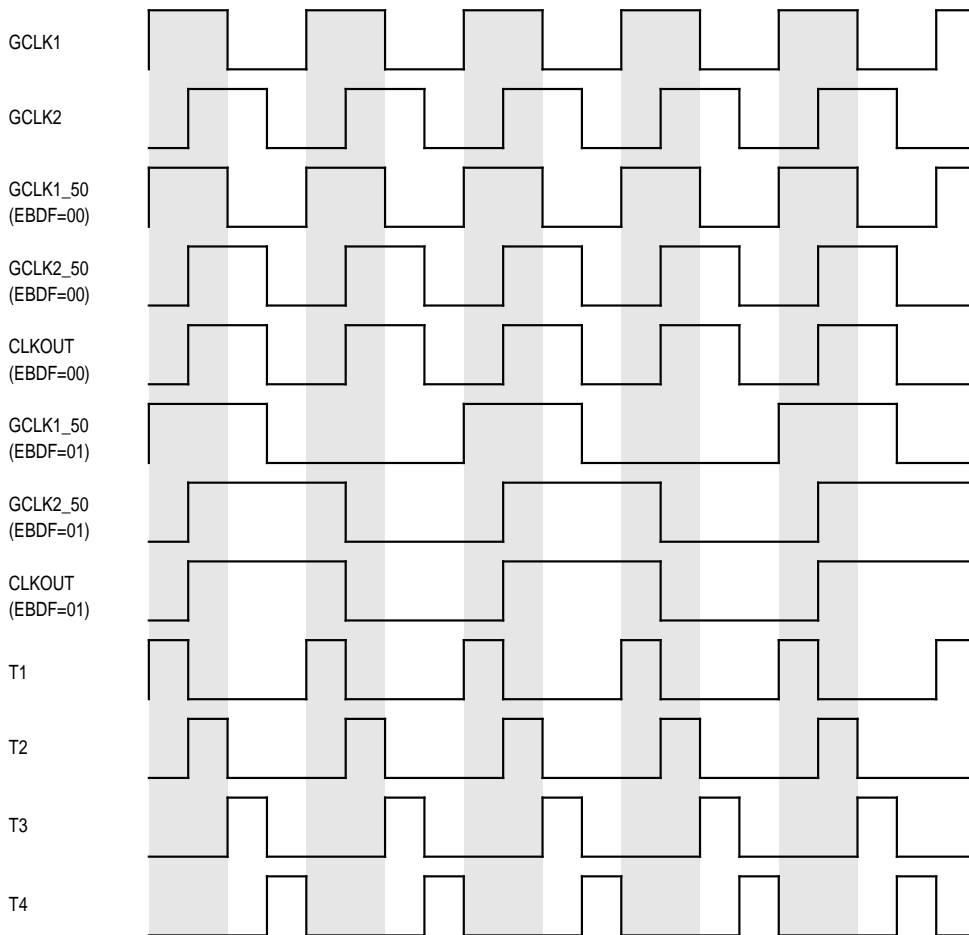 GCLK1
GCLK2
GCLK1_50
(EBDF=00)
GCLK2_50
(EBDF=00)
CLKOUT
(EBDF=00)
GCLK1_50
(EBDF=01)
GCLK2_50
(EBDF=01)
CLKOUT
(EBDF=01)
T1
T2
T3
T4